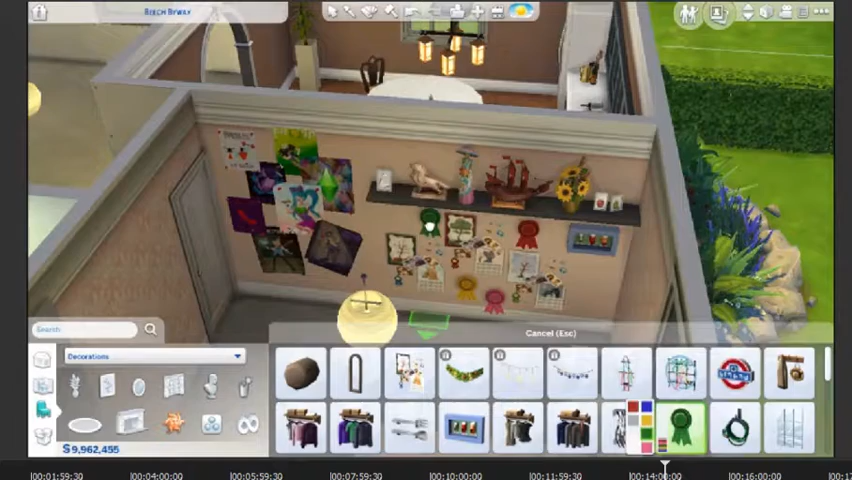 BEECH BYWAY
Cancel (Esc)
Search
Decorations
§9,962,455
00:01:59:30
00:04:00:00
00:05:59:30
00:07:59:30
00:10:00:00
00:11:59:30
00:14:00:00
00:16:00:00